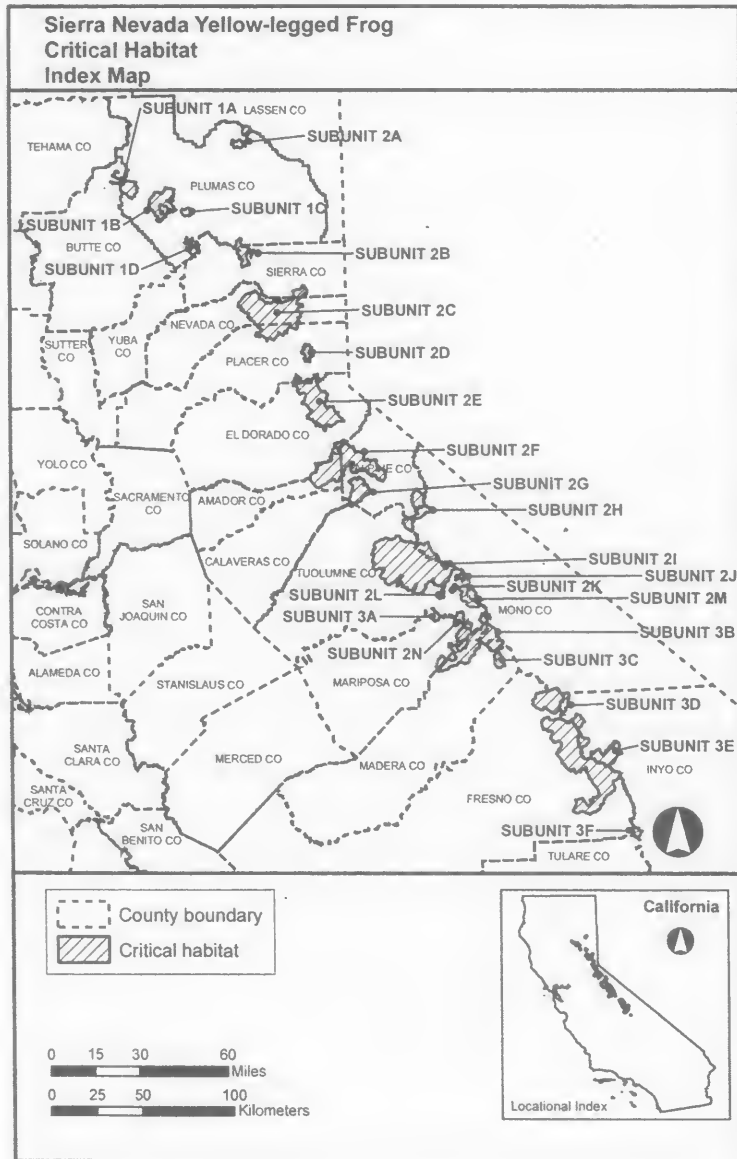 Sierra Nevada Yellow-legged Frog
Critical Habitat
Index Map
SUBUNIT 1A
LASSEN CO
SUBUNIT 2A
TEHAMA CO
PLUMAS CO
SUBUNIT 1C
SUBUNIT 1B
BUTTE CO
SUBUNIT 1D
SUBUNIT 2B
SIERRA CO
SUBUNIT 2C
NEVADA CO
SUTTER
CO
YUBA
CO
SUBUNIT 2D
PLACER CO
SUBUNIT 2E
EL DORADO CO
SUBUNIT 2F
YOLO CO
ALPINE CO
SUBUNIT 2G
SACRAMENTO
CO
AMADOR
CO
SUBUNIT 2H
SOLANO CO
CALAVERAS
CO
SUBUNIT 2I
TUOLUMNE
CO
SUBUNIT 2J
SUBUNIT 2K
SUBUNIT 2L
SUBUNIT 2M
CONTRA
COSTA CO
SAN
JOAQUIN CO
MONO CO
SUBUNIT 3A
SUBUNIT 3B
SUBUNIT 2N
SUBUNIT 3C
ALAMEDA CO
STANISLAUS CO
MARIPOSA
CO
SUBUNIT 3D
SANTA
CLARA CO
MERCED CO
MADERA CO
SUBUNIT 3E
INYO CO
SANTA
CRUZ CO
FRESNO CO
SAN
BENITO CO
SUBUNIT 3F
TULARE CO
County boundary
Critical habitat
California
0 15 30 60
Miles
0 25 50 100
Kilometers
Locational Index